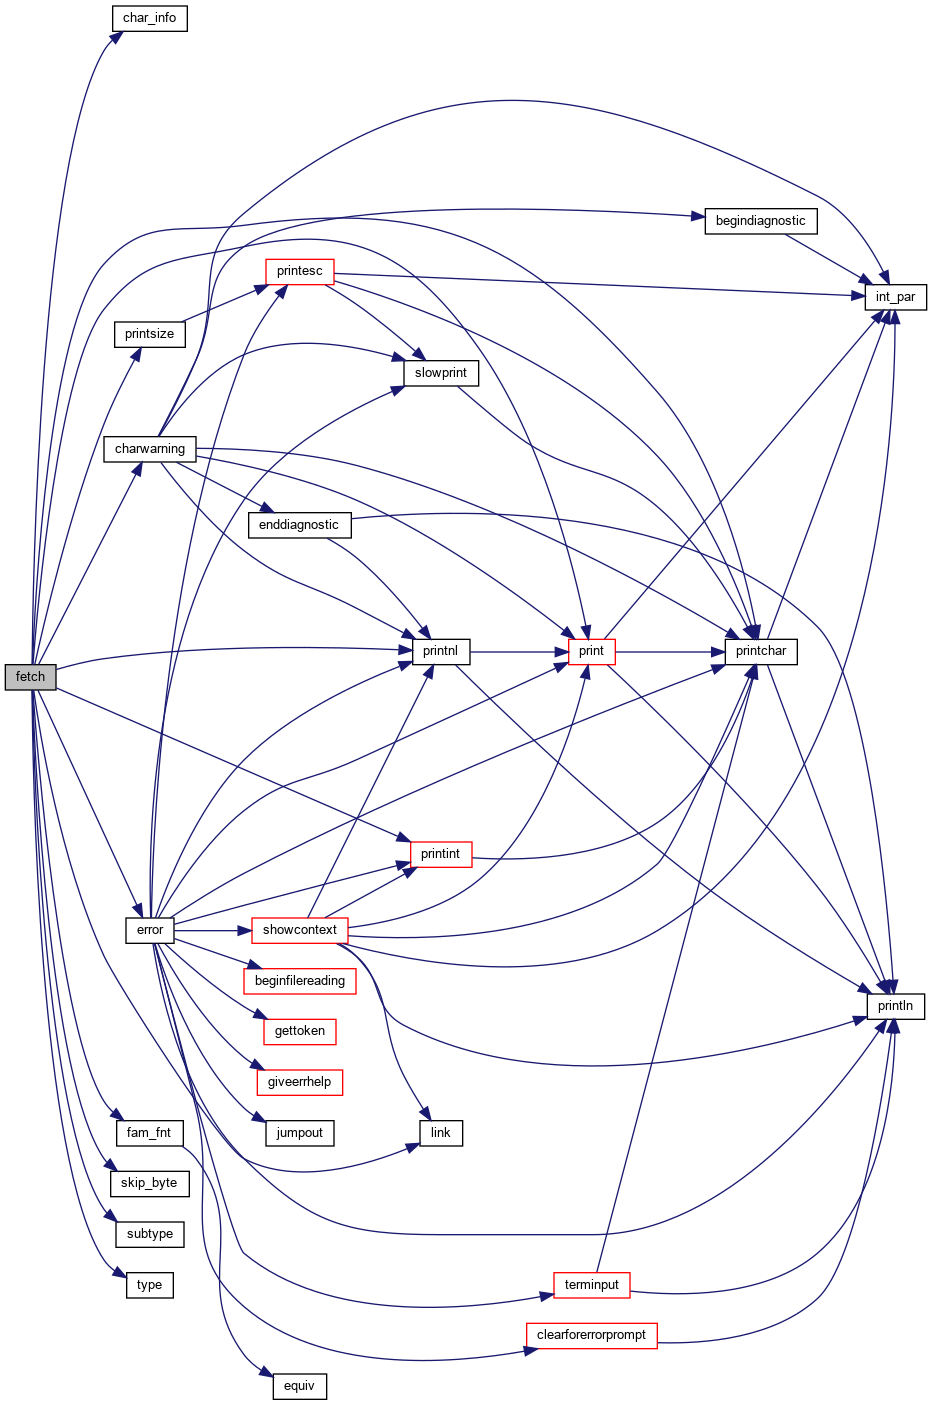 char_info
begindiagnostic
printesc
int_par
printsize
slowprint
charwarning
enddiagnostic
printnl
print
printchar
fetch
printint
error
showcontext
beginfilereading
println
gettoken
giveerrhelp
fam_fnt
jumpout
link
skip_byte
subtype
type
terminput
clearforerrorprompt
equiv